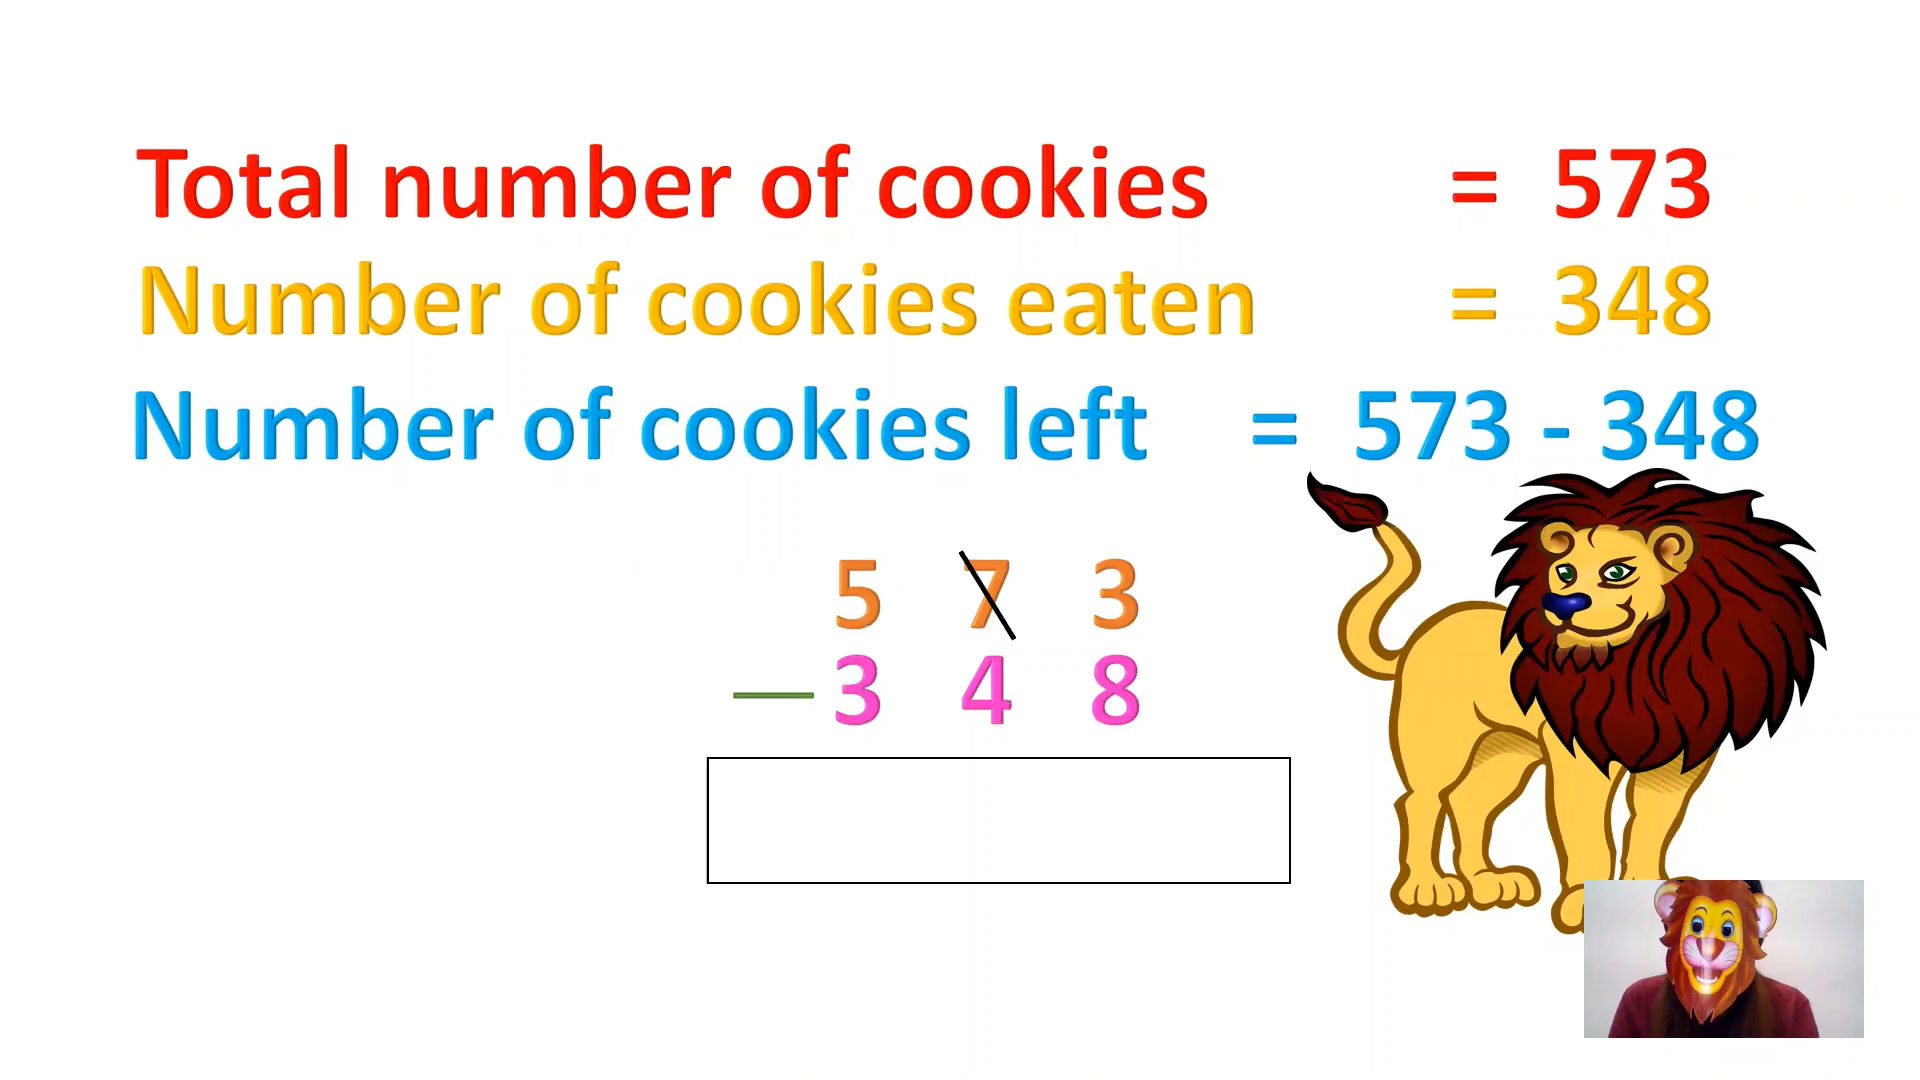 Total number of cookies = 573
Number of cookies eaten = 348
Number of cookies left = 573 - 348
5 7 3
— 3 4 8